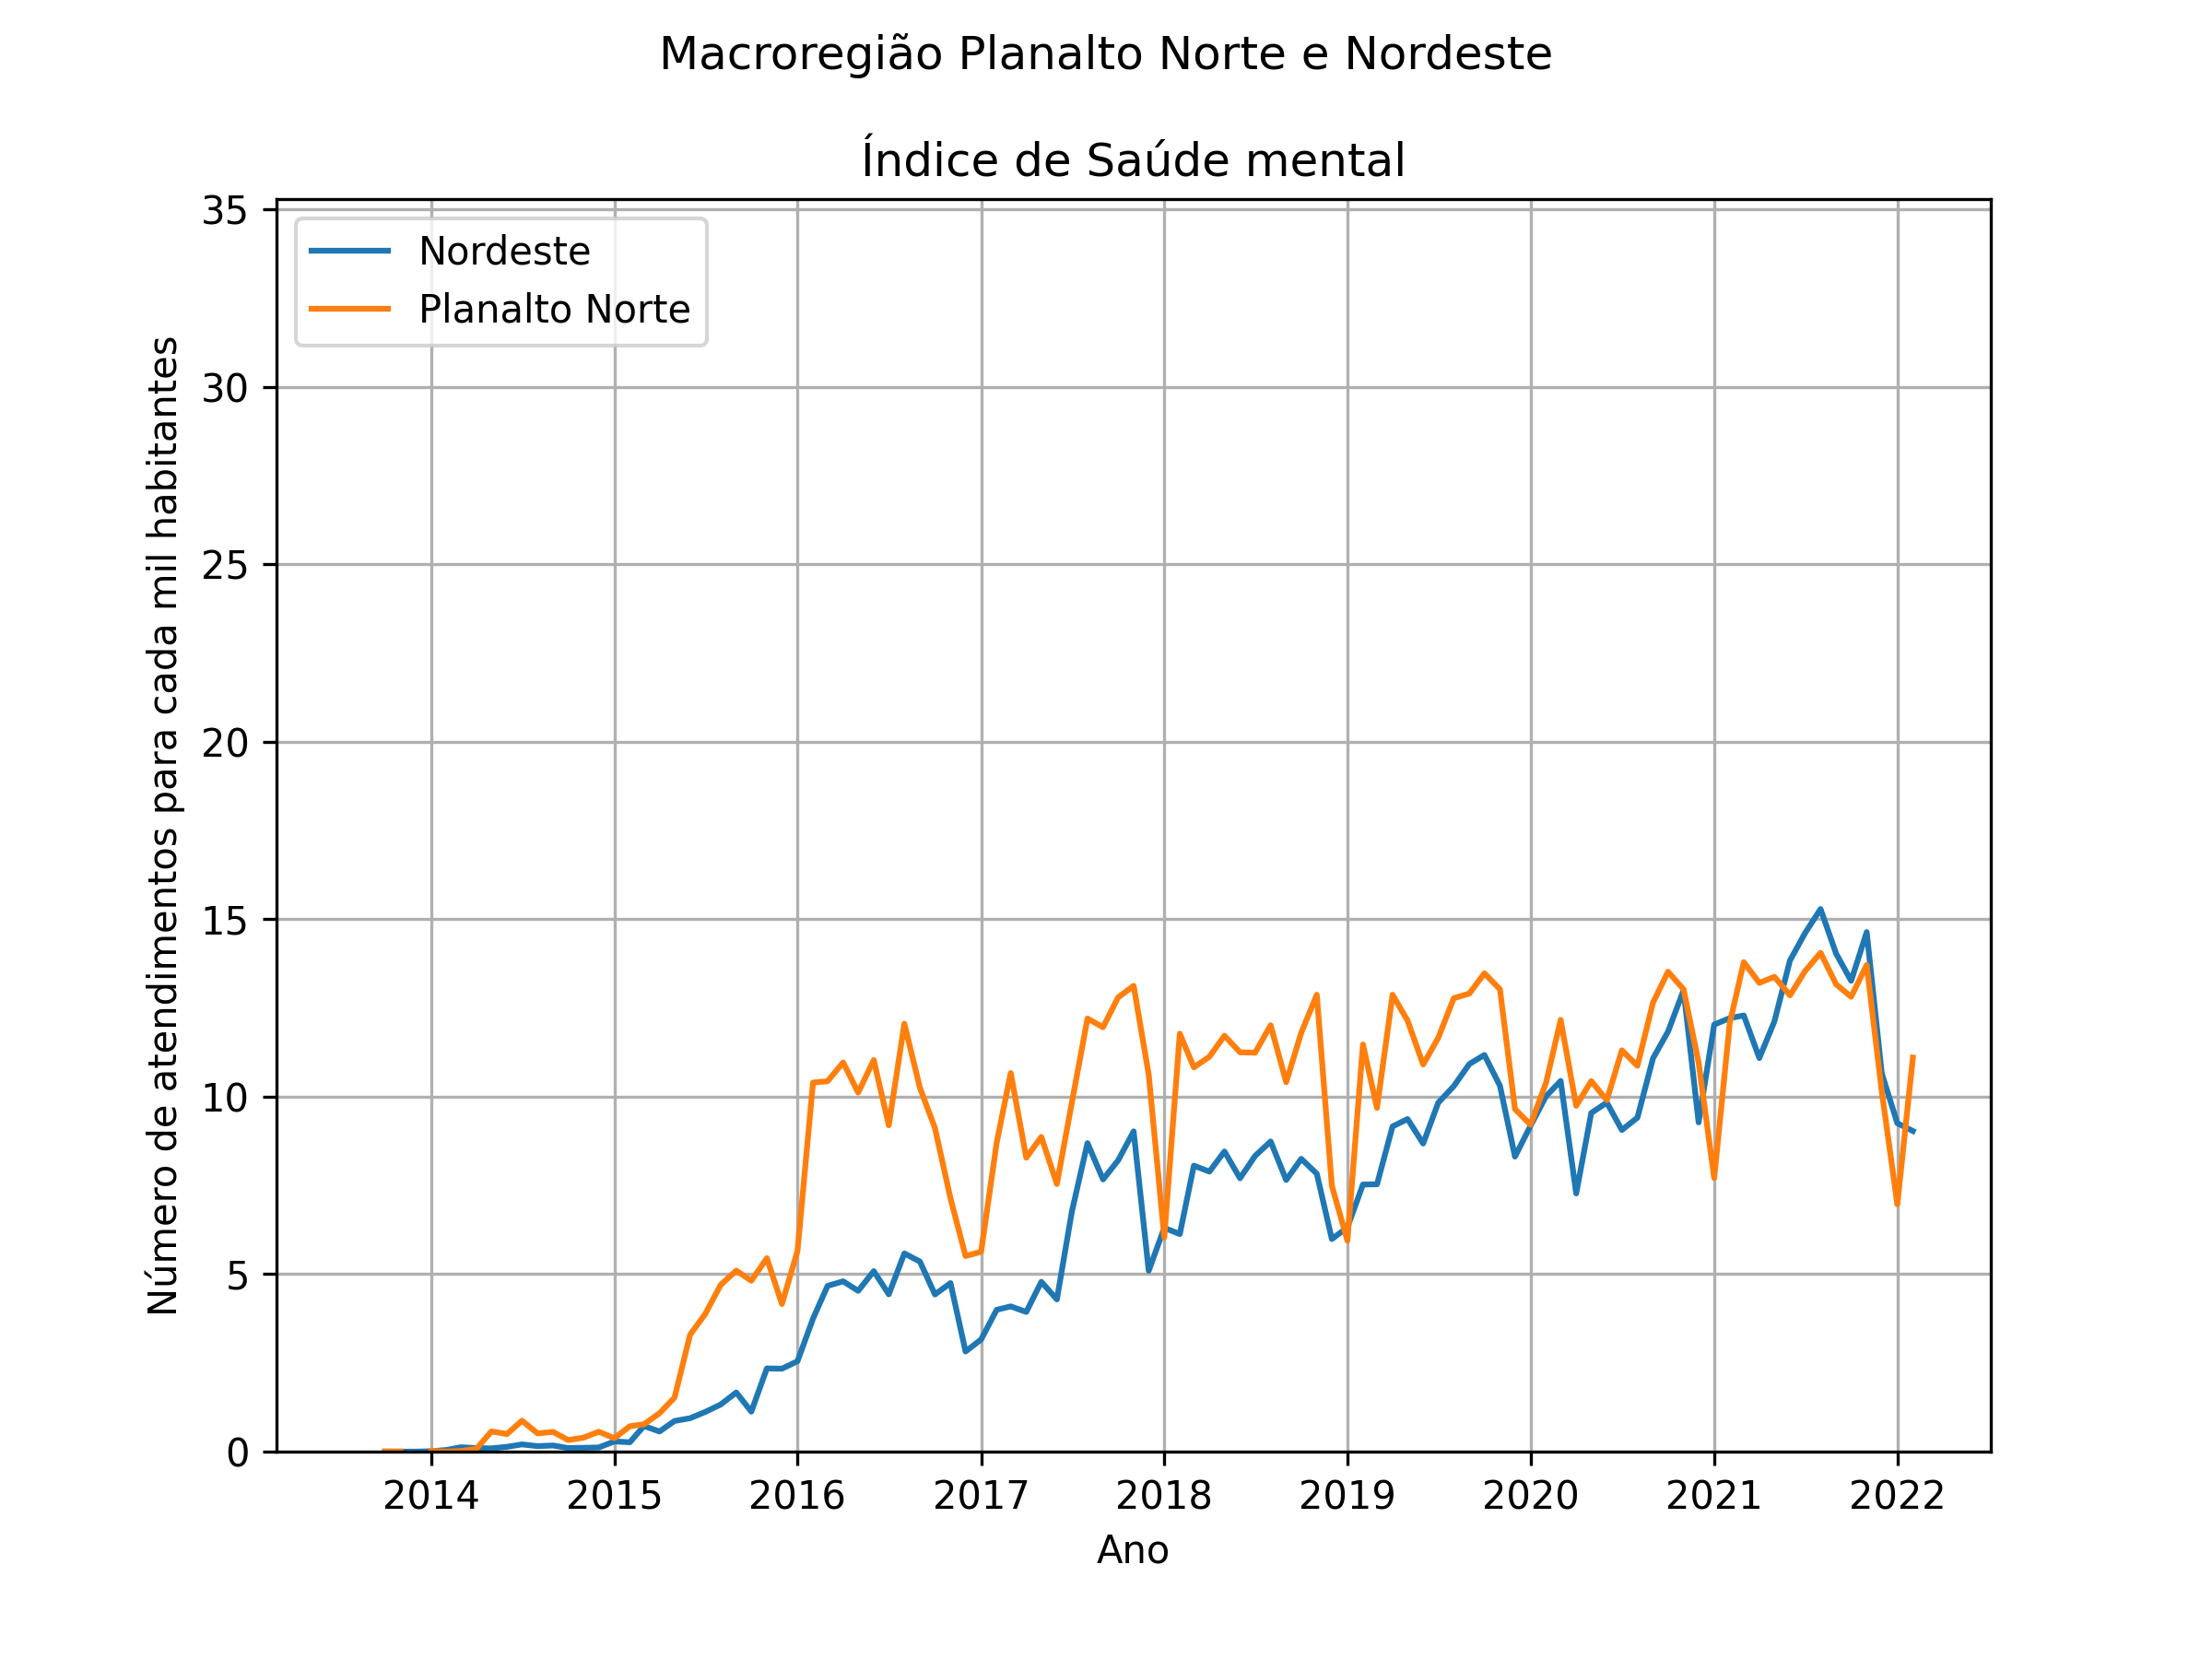 Macroregião Planalto Norte e Nordeste
Índice de Saúde mental
Nordeste
Planalto Norte
Número de atendimentos para cada mil habitantes
35
30
25
20
15
10
5
0
2014 2015 2016 2017 2018 2019 2020 2021 2022
Ano